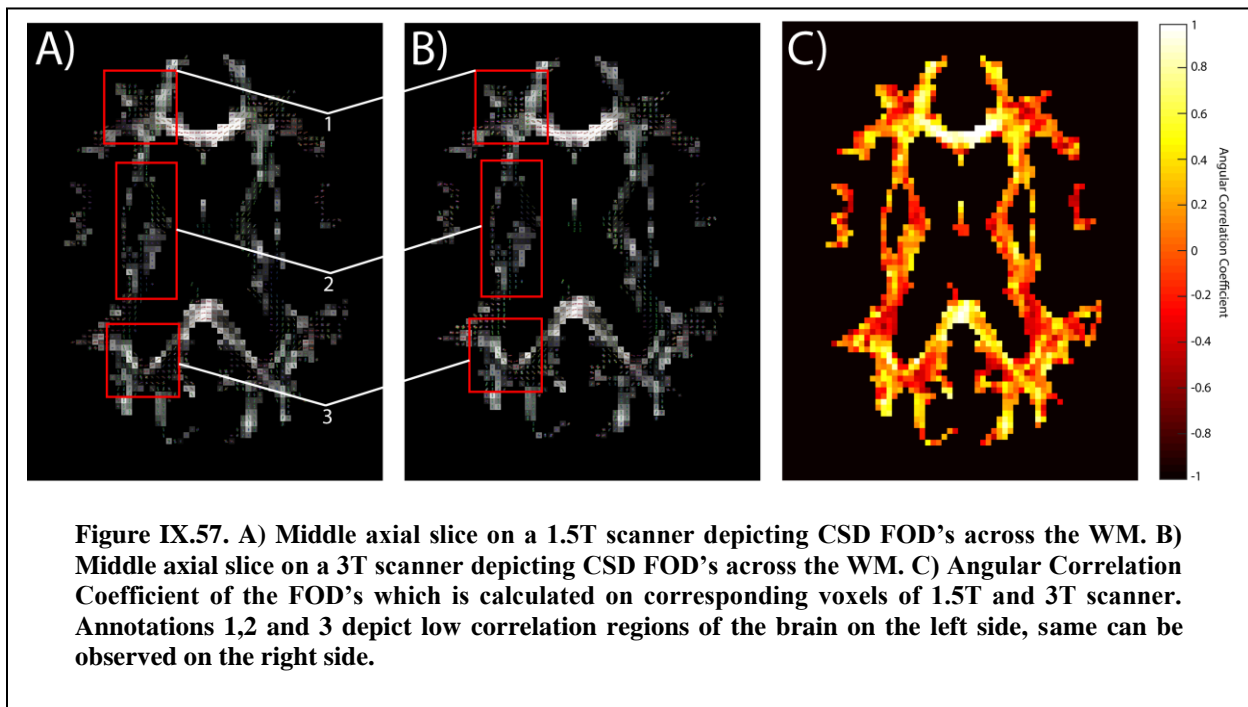 A)
B)
C)
1
2
3
1
0.8
0.6
0.4
0.2
0
-0.2
-0.4
-0.6
-0.8
-1
Angular Correlation Coefficient
Figure IX.57. A) Middle axial slice on a 1.5T scanner depicting CSD FOD’s across the WM. B)
Middle axial slice on a 3T scanner depicting CSD FOD’s across the WM. C) Angular Correlation
Coefficient of the FOD’s which is calculated on corresponding voxels of 1.5T and 3T scanner.
Annotations 1,2 and 3 depict low correlation regions of the brain on the left side, same can be
observed on the right side.